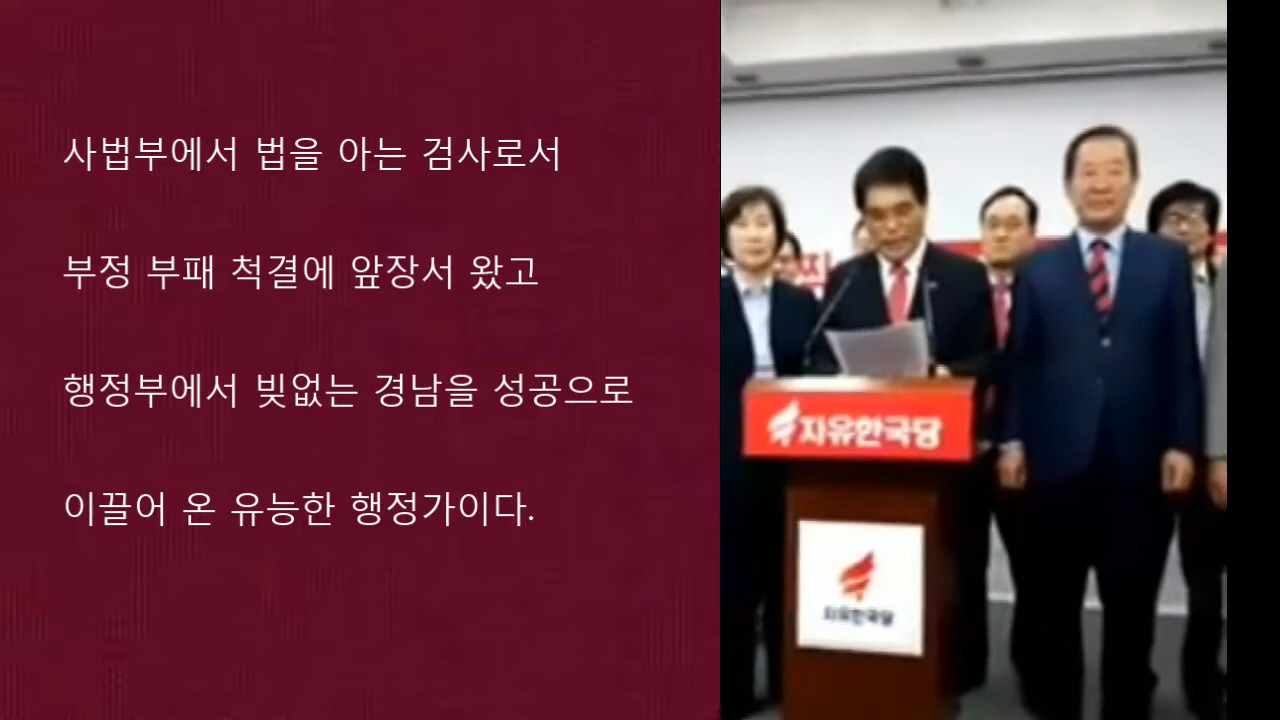 사법부에서 법을 아는 검사로서
부정 부패 척결에 앞장서 왔고
행정부에서 빚없는 경남을 성공으로
이끌어 온 유능한 행정가이다.
자유한국당
자유한국당